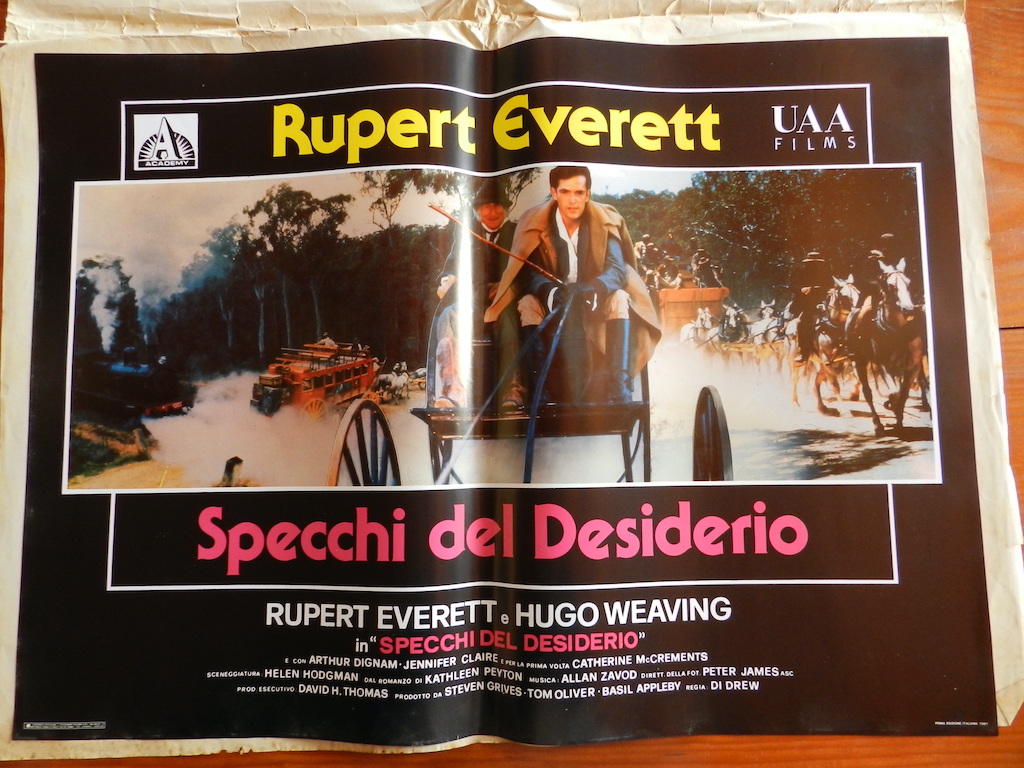 Rupert Everett
A
ACADEMY
UAA
FILMS
Specchi del Desiderio
RUPERT EVERETT e HUGO WEAVING
in "SPECCHI DEL DESIDERIO"
E CON ARTHUR DIGNAM · JENNIFER CLAIRE E PER LA PRIMA VOLTA CATHERINE McCREMENTS
SCENEGGIATURA: HELEN HODGMAN DAL ROMANZO DI KATHLEEN PEYTON MUSICA: ALLAN ZAVOD DIRETT. DELLA FOT. PETER JAMES ASC
PROD. ESECUTIVO DAVID H. THOMAS PRODOTTO DA STEVEN GRIVES · TOM OLIVER · BASIL APPLEBY REGIA: DI DREW
PRIMA EDIZIONE ITALIANA 1987